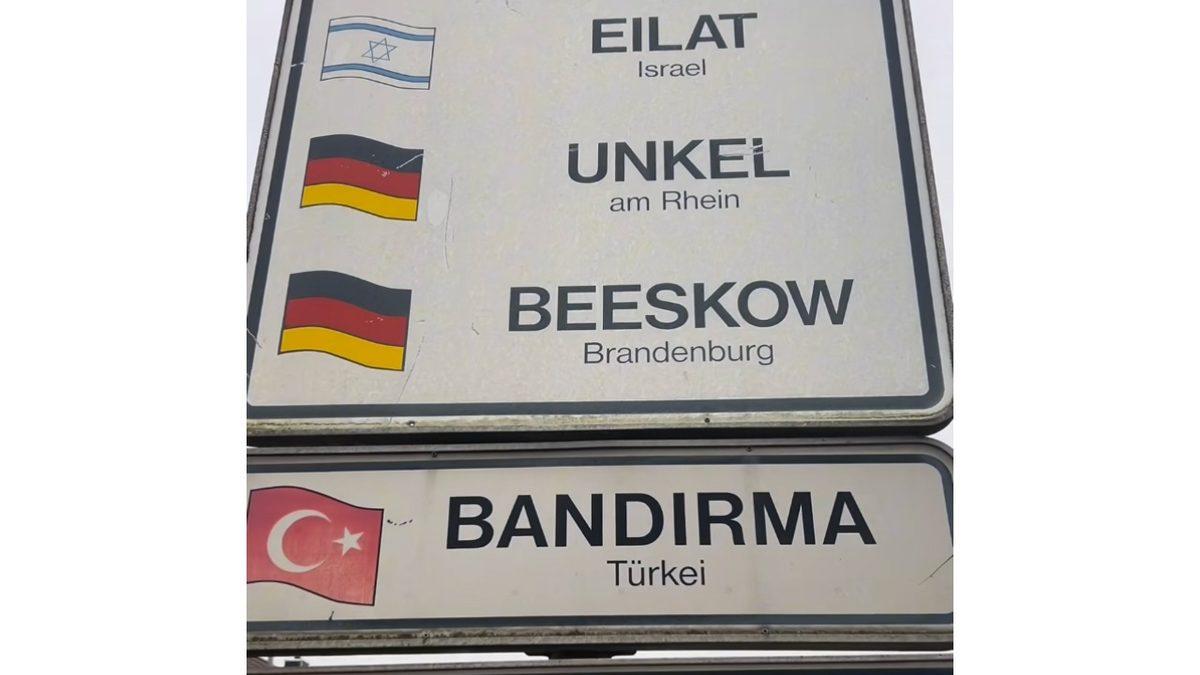 EILAT
Israel
UNKEL
am Rhein
BEESKOW
Brandenburg
BANDIRMA
Türkei